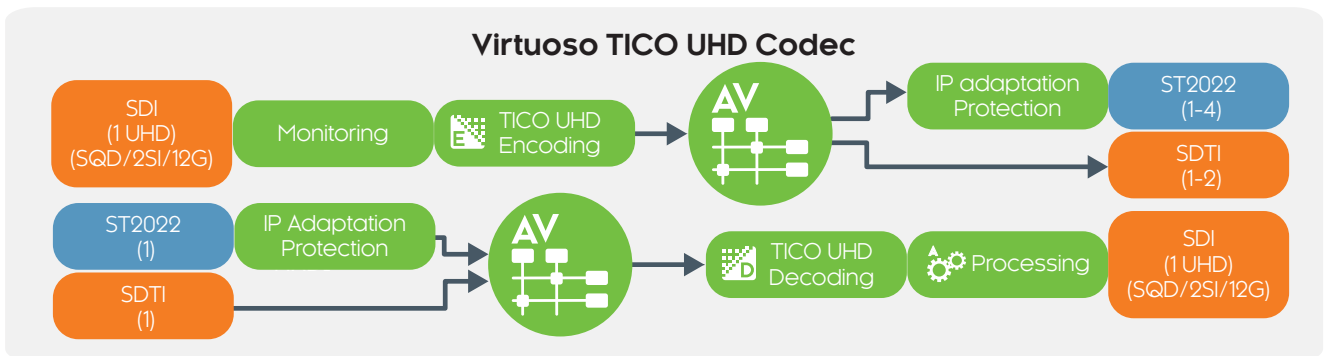 Virtuoso TICO UHD Codec
SDI
(1 UHD)
(SQD/2SI/12G)
Monitoring
E
TICO UHD
Encoding
AV
IP adaptation
Protection
ST2022
(1-4)
SDTI
(1-2)
ST2022
(1)
IP Adaptation
Protection
SDTI
(1)
AV
D
TICO UHD
Decoding
A
Processing
SDI
(1 UHD)
(SQD/2SI/12G)